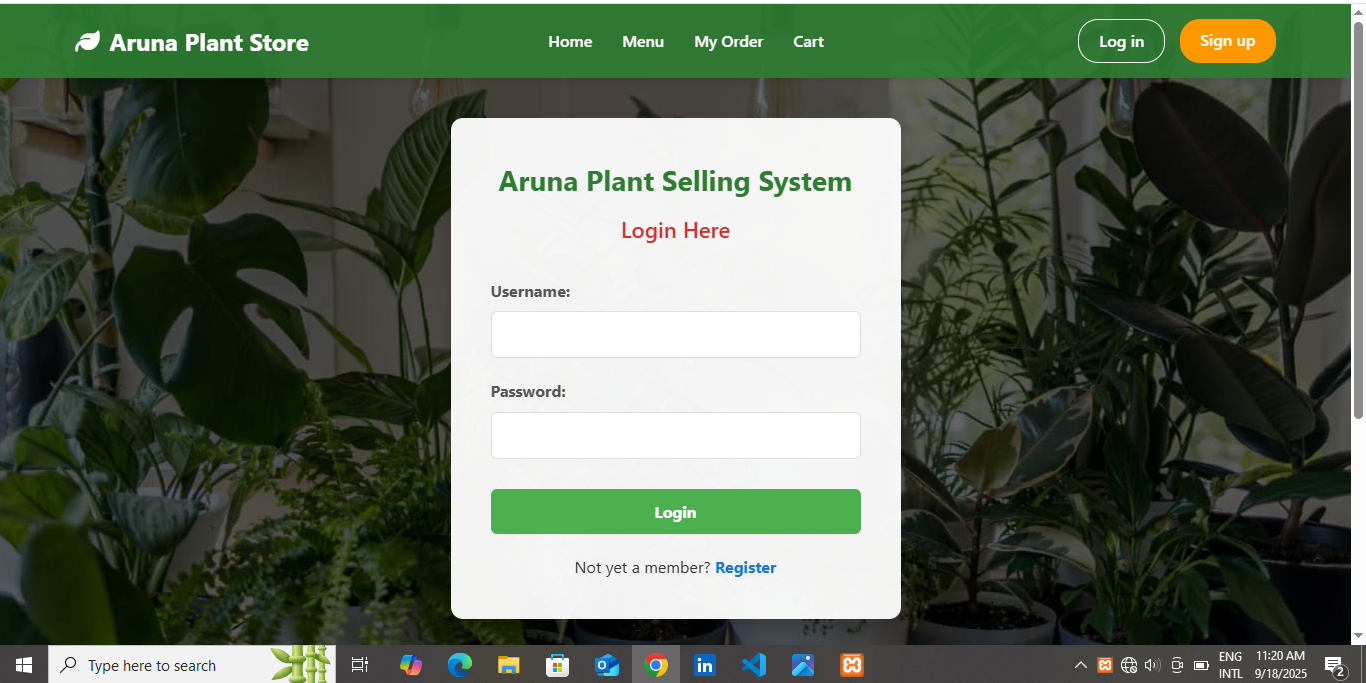 Aruna Plant Store
Home Menu My Order Cart
Log in Sign up
Aruna Plant Selling System
Login Here
Username:
Password:
Login
Not yet a member? Register
Type here to search
ENG 11:20 AM
INTL 9/18/2025
2